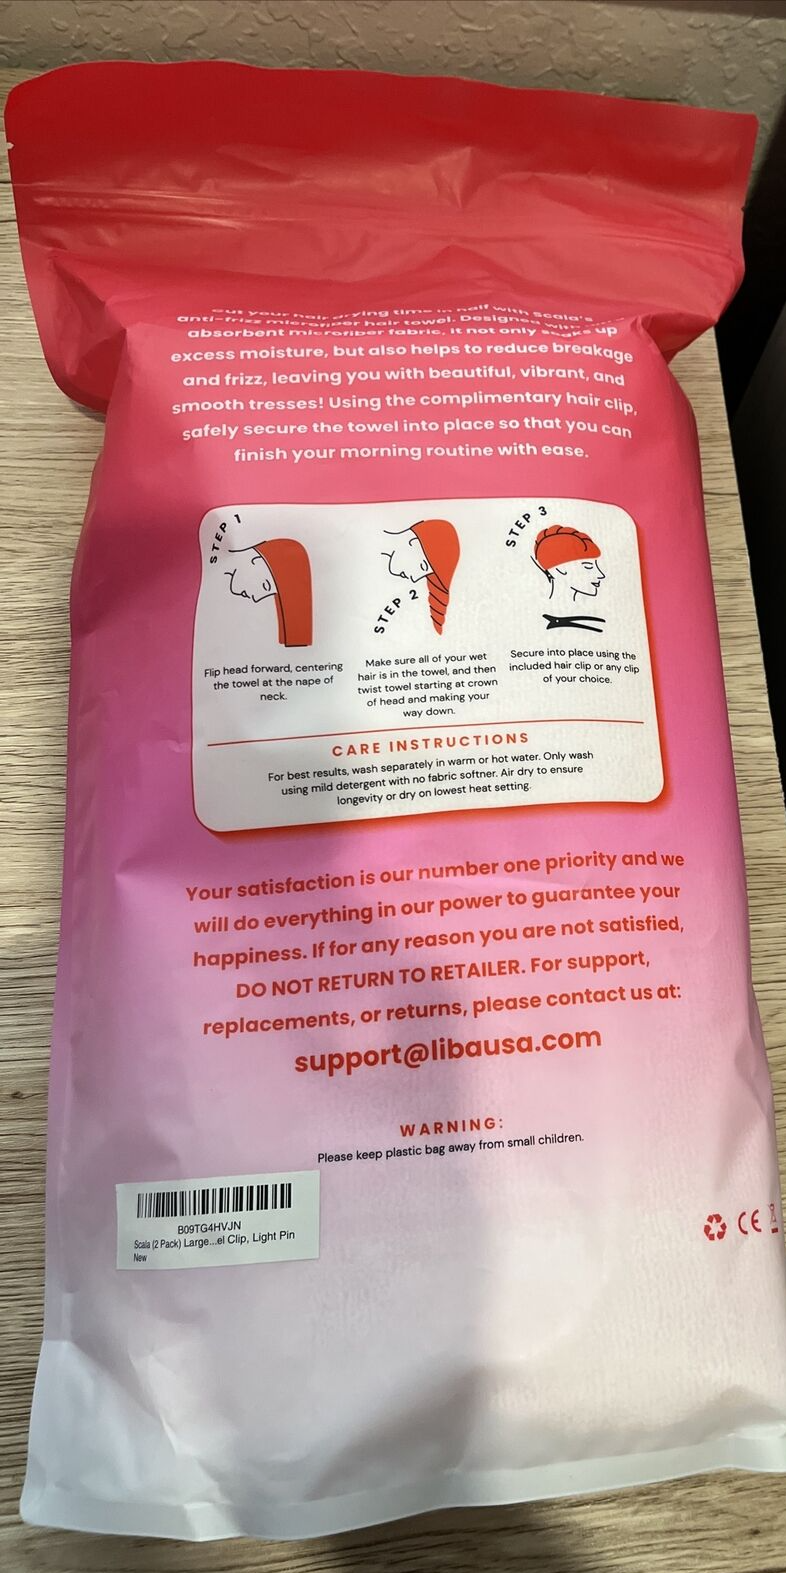 cut your hair drying time in half with Scala's
anti-frizz microfiber hair towel. Designed with
absorbent microfiber fabric, it not only soaks up
excess moisture, but also helps to reduce breakage
and frizz, leaving you with beautiful, vibrant, and
smooth tresses! Using the complimentary hair clip,
safely secure the towel into place so that you can
finish your morning routine with ease.
STEP 1
Flip head forward, centering
the towel at the nape of
neck.
STEP 2
Make sure all of your wet
hair is in the towel, and then
twist towel starting at crown
of head and making your
way down.
STEP 3
Secure into place using the
included hair clip or any clip
of your choice.
CARE INSTRUCTIONS
For best results, wash separately in warm or hot water. Only wash
using mild detergent with no fabric softner. Air dry to ensure
longevity or dry on lowest heat setting.
Your satisfaction is our number one priority and we
will do everything in our power to guarantee your
happiness. If for any reason you are not satisfied,
DO NOT RETURN TO RETAILER. For support,
replacements, or returns, please contact us at:
support@libausa.com
WARNING:
Please keep plastic bag away from small children.
B09TG4HVJN
Scala (2 Pack) Large...el Clip, Light Pin
New
CE